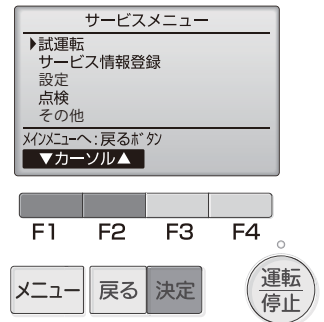 サービスメニュー
▶試運転
サービス情報登録
設定
点検
その他
メインメニューへ:戻るボタン
▼カーソル▲
F1 F2 F3 F4
メニュー 戻る 決定 運転
停止